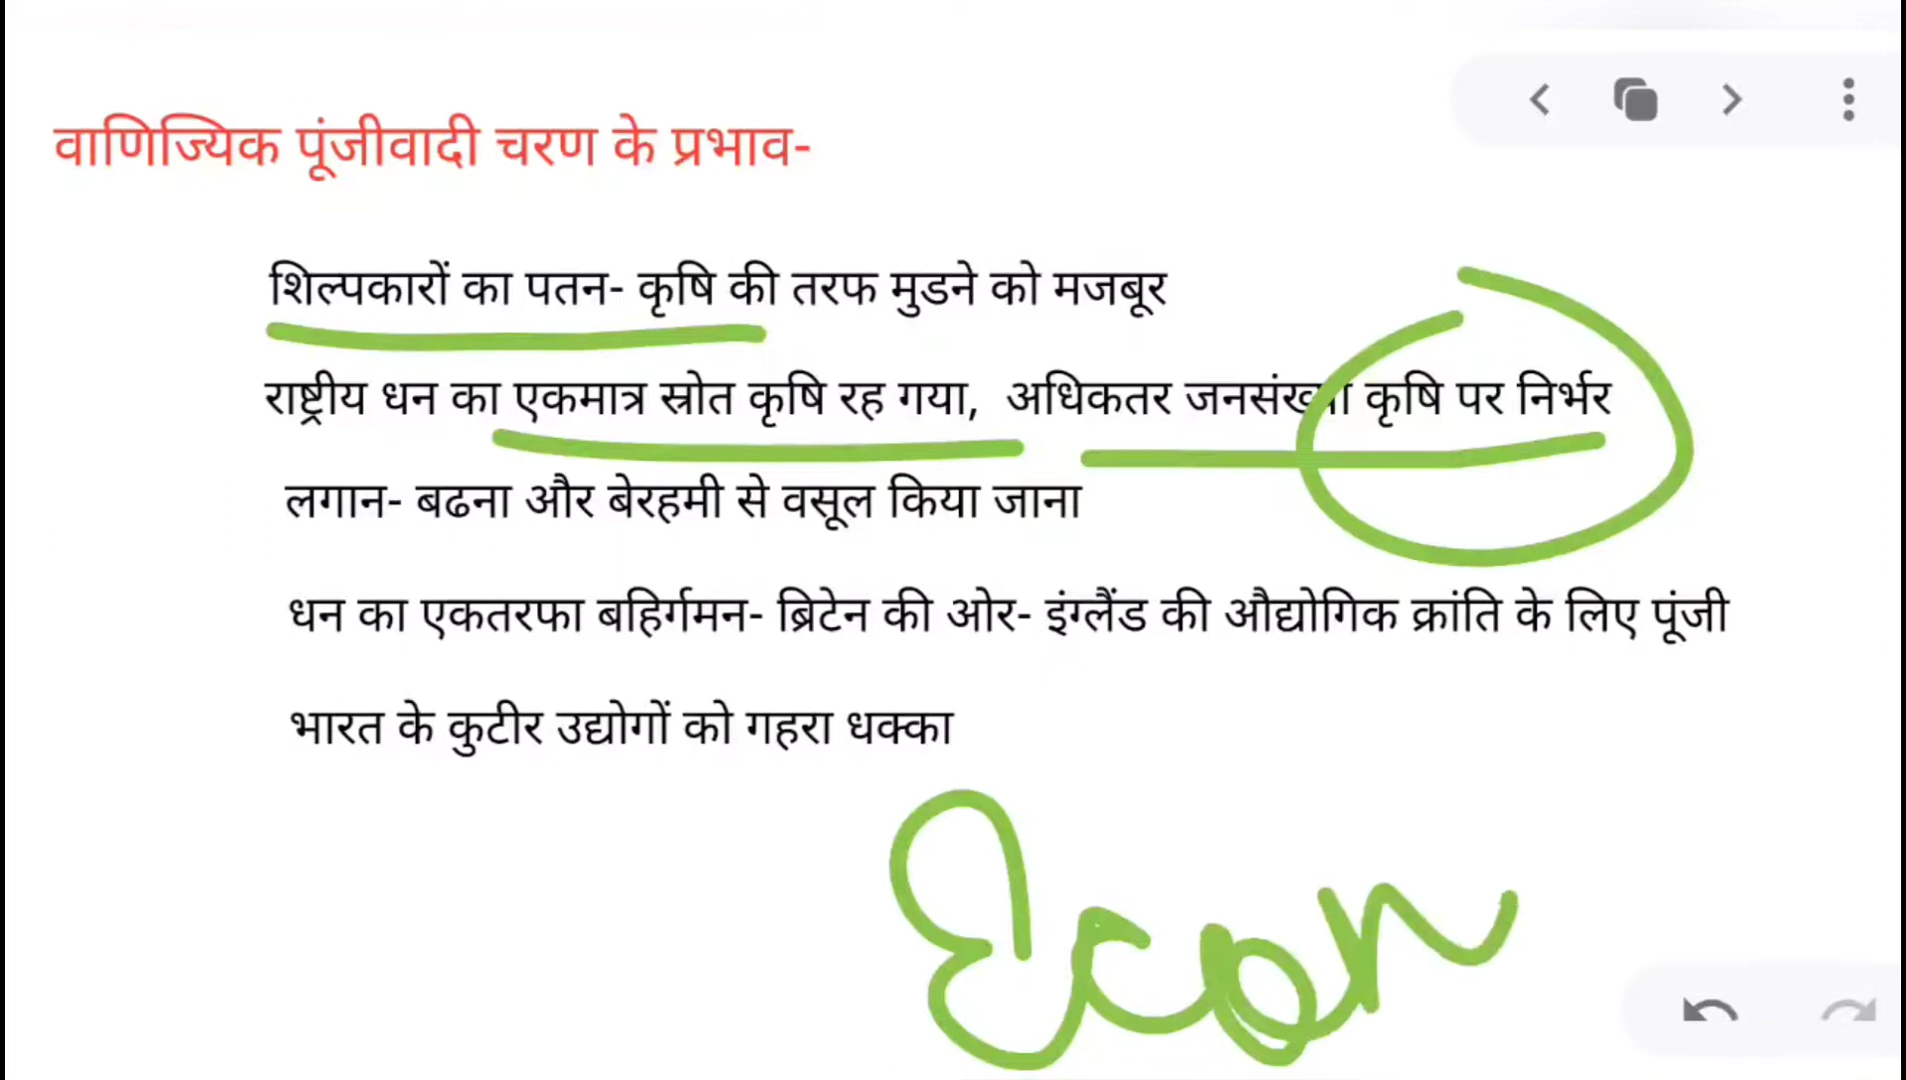 वाणिज्यिक पूंजीवादी चरण के प्रभाव-
शिल्पकारों का पतन- कृषि की तरफ मुडने को मजबूर
राष्ट्रीय धन का एकमात्र स्रोत कृषि रह गया, अधिकतर जनसंख्या कृषि पर निर्भर
लगान- बढना और बेरहमी से वसूल किया जाना
धन का एकतरफा बहिर्गमन- ब्रिटेन की ओर- इंग्लैंड की औद्योगिक क्रांति के लिए पूंजी
भारत के कुटीर उद्योगों को गहरा धक्का
Econ